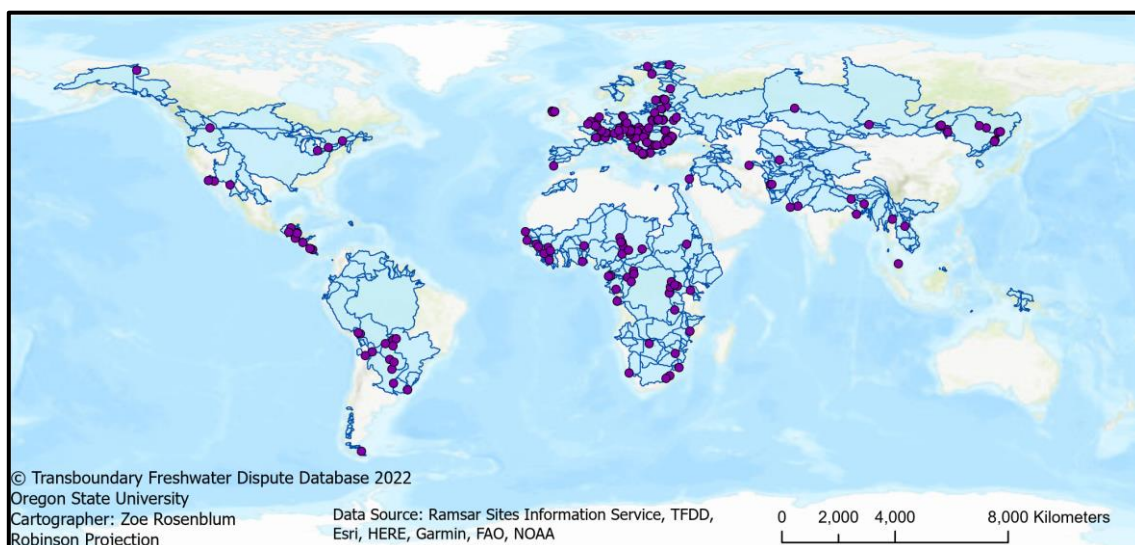 © Transboundary Freshwater Dispute Database 2022
Oregon State University
Cartographer: Zoe Rosenblum
Robinson Projection
Data Source: Ramsar Sites Information Service, TFDD,
Esri, HERE, Garmin, FAO, NOAA
0 2,000 4,000 8,000 Kilometers